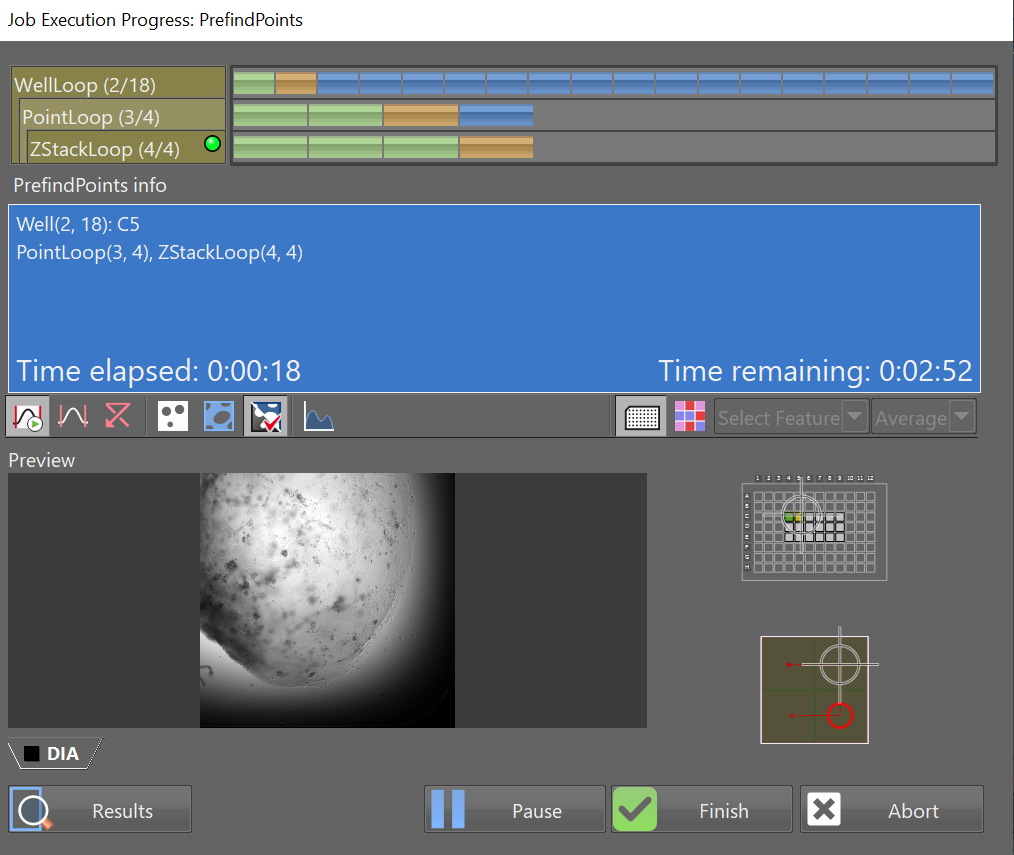 Job Execution Progress: PrefindPoints
WellLoop (2/18)
PointLoop (3/4)
ZStackLoop (4/4)
PrefindPoints info
Well(2, 18): C5
PointLoop(3, 4), ZStackLoop(4, 4)
Time elapsed: 0:00:18
Time remaining: 0:02:52
Select Feature
Average
Preview
1 2 3 4 5 6 7 8 9 10 11 12
A
B
C
D
E
F
G
H
DIA
Results
Pause
Finish
Abort